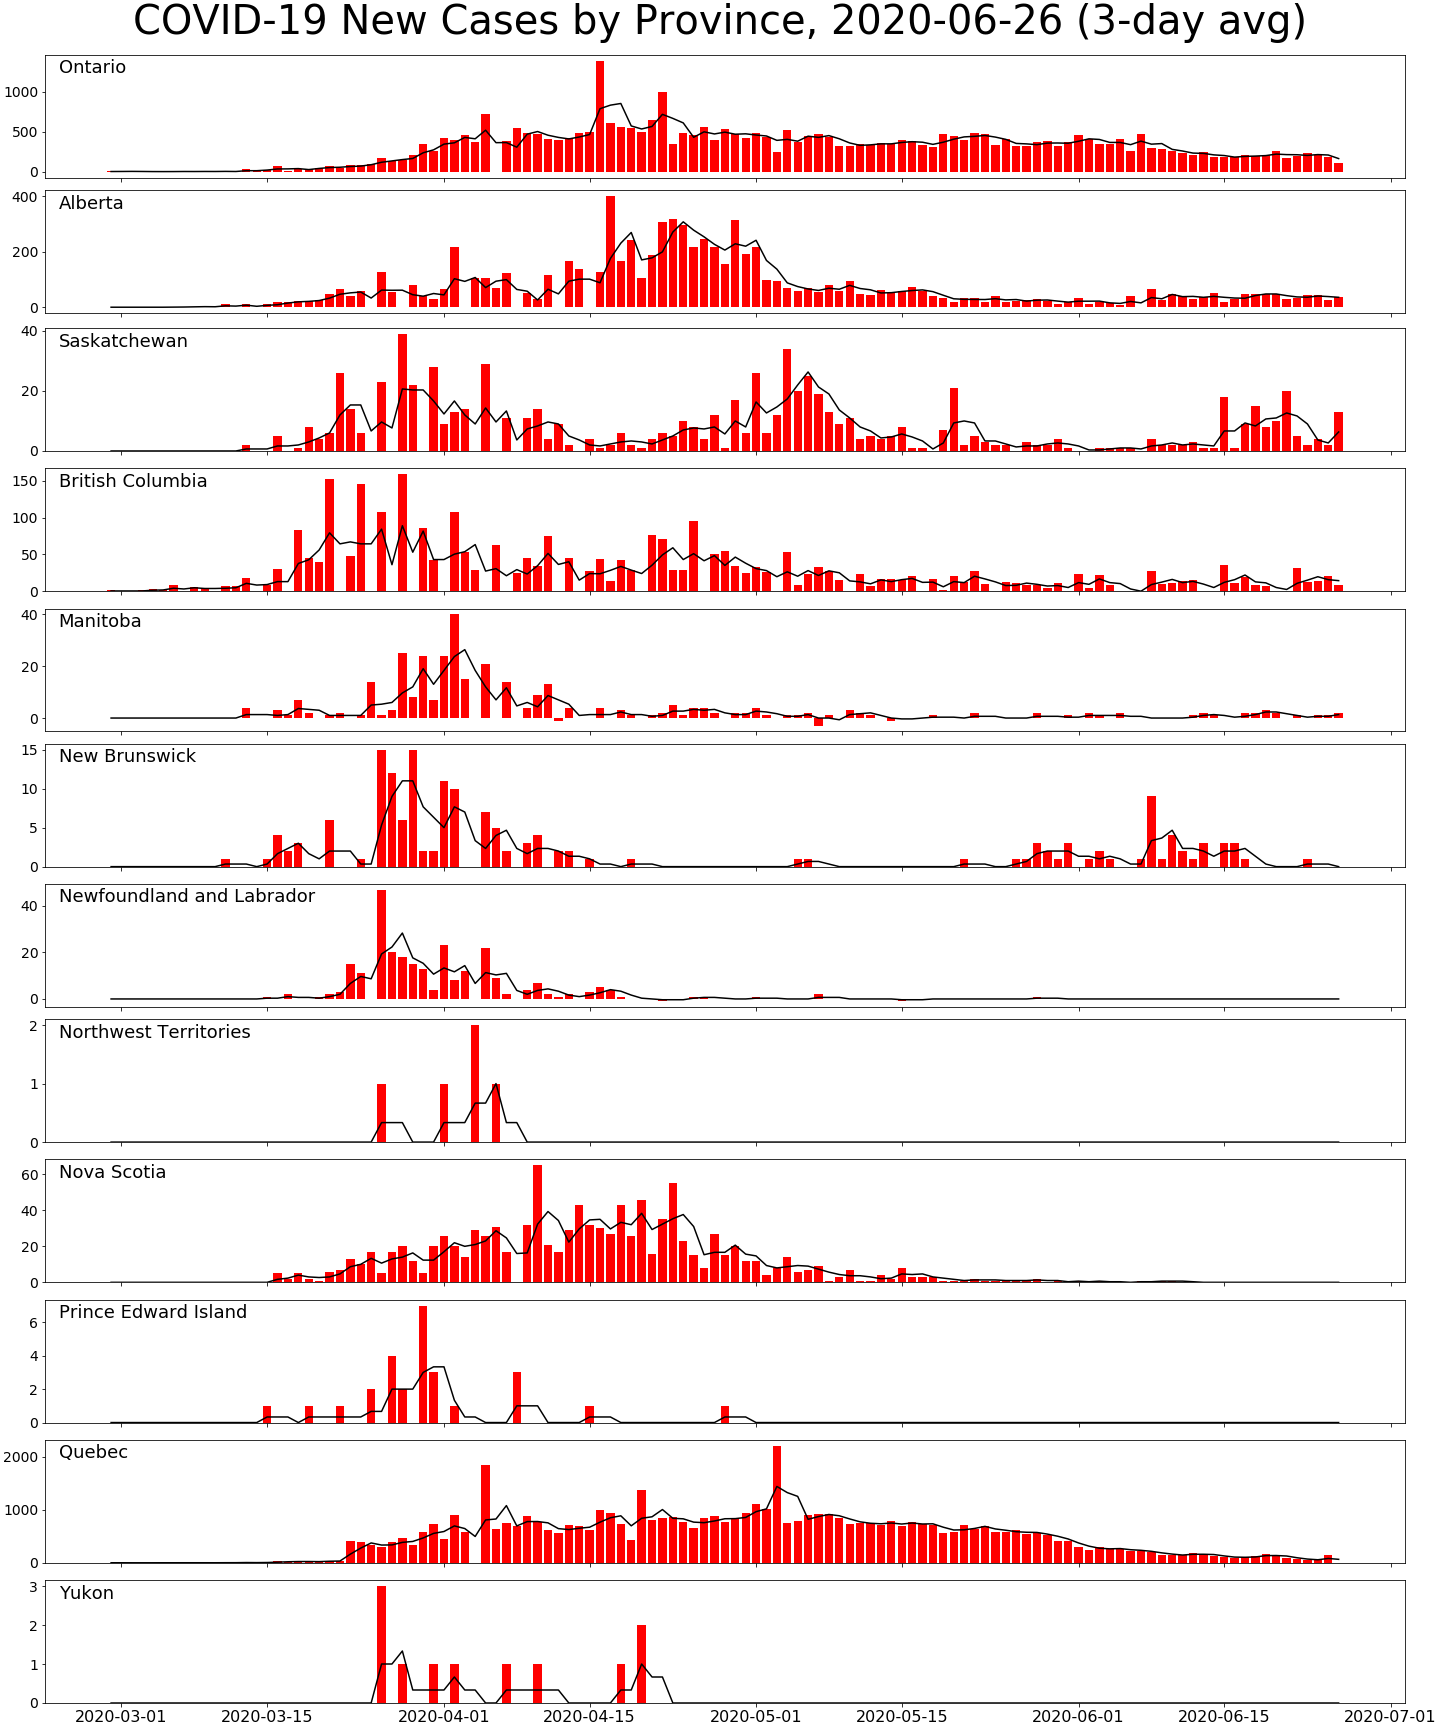 COVID-19 New Cases by Province, 2020-06-26 (3-day avg)
Ontario
1000
500
0
Alberta
400
200
0
Saskatchewan
40
20
0
British Columbia
150
100
50
0
Manitoba
40
20
0
New Brunswick
15
10
5
0
Newfoundland and Labrador
40
20
0
Northwest Territories
2
1
0
Nova Scotia
60
40
20
0
Prince Edward Island
6
4
2
0
Quebec
2000
1000
0
Yukon
3
2
1
0
2020-03-01 2020-03-15 2020-04-01 2020-04-15 2020-05-01 2020-05-15 2020-06-01 2020-06-15 2020-07-01